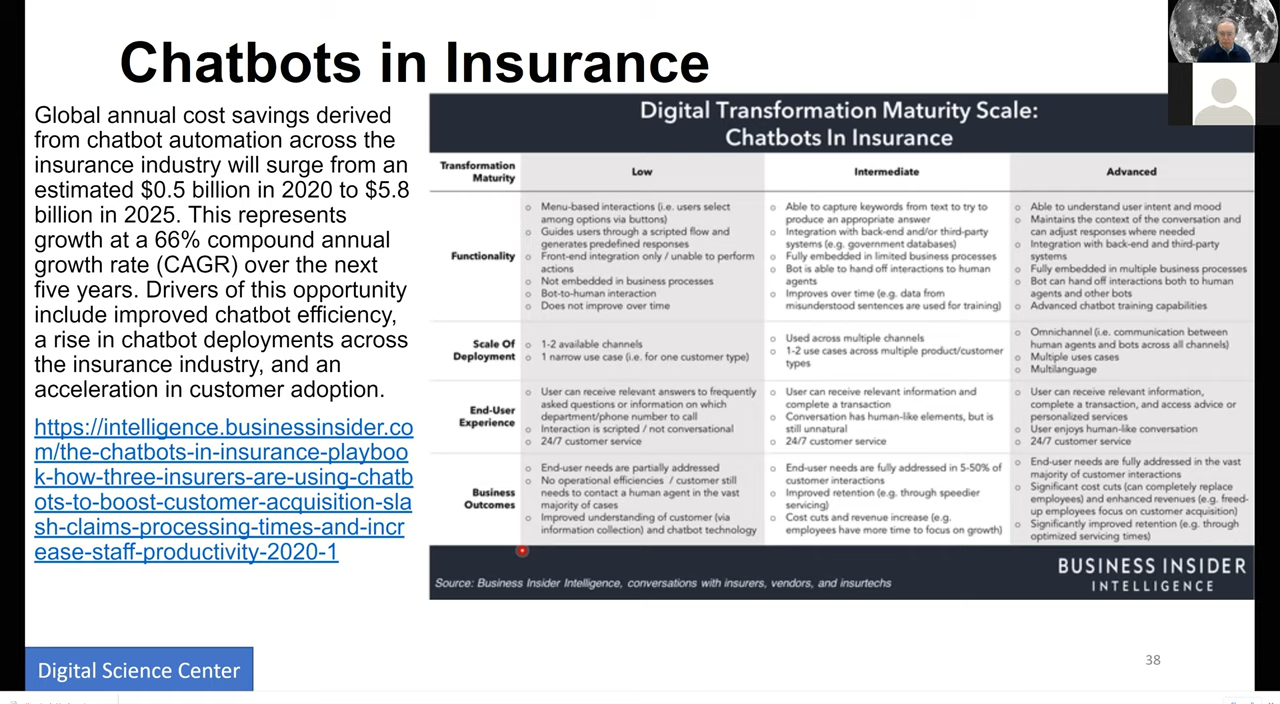 Chatbots in Insurance
Global annual cost savings derived
from chatbot automation across the
insurance industry will surge from an
estimated $0.5 billion in 2020 to $5.8
billion in 2025. This represents
growth at a 66% compound annual
growth rate (CAGR) over the next
five years. Drivers of this opportunity
include improved chatbot efficiency,
a rise in chatbot deployments across
the insurance industry, and an
acceleration in customer adoption.
https://intelligence.businessinsider.co
m/the-chatbots-in-insurance-playboo
k-how-three-insurers-are-using-chatb
ots-to-boost-customer-acquisition-sla
sh-claims-processing-times-and-incr
ease-staff-productivity-2020-1
Digital Transformation Maturity Scale:
Chatbots In Insurance
Transformation
Maturity
Low
Intermediate
Advanced
Functionality
Menu-based interactions (i.e. users select
among options via buttons)
Guides users through a scripted flow and
generates predefined responses
Front-end integration only / unable to perform
actions
Not embedded in business processes
Bot-to-human interaction
Does not improve over time
Able to capture keywords from text to try to
produce an appropriate answer
Integration with back-end and/or third-party
systems (e.g. government databases)
Fully embedded in limited business processes
Bot is able to hand off interactions to human
agents
Improves over time (e.g. data from
misunderstood sentences are used for training)
Able to understand user intent and mood
Maintains the context of the conversation and
can adjust responses where needed
Integration with back-end and third-party
systems
Fully embedded in multiple business processes
Bot can hand off interactions both to human
agents and other bots
Advanced chatbot training capabilities
Scale Of
Deployment
1-2 available channels
1 narrow use case (i.e. for one customer type)
Used across multiple channels
1-2 use cases across multiple product/customer
types
Omnichannel (i.e. communication between
human agents and bots across all channels)
Multiple uses cases
Multilanguage
End-User
Experience
User can receive relevant answers to frequently
asked questions or information on which
department/phone number to call
Interaction is scripted / not conversational
24/7 customer service
User can receive relevant information and
complete a transaction
Conversation has human-like elements, but is
still unnatural
24/7 customer service
User can receive relevant information,
complete a transaction, and access advice or
personalized services
User enjoys human-like conversation
24/7 customer service
Business
Outcomes
End-user needs are partially addressed
No operational efficiencies / customer still
needs to contact a human agent in the vast
majority of cases
Improved understanding of customer (via
information collection) and chatbot technology
End-user needs are fully addressed in 5-50% of
customer interactions
Improved retention (e.g. through speedier
servicing)
Cost cuts and revenue increase (e.g.
employees have more time to focus on growth)
End-user needs are fully addressed in the vast
majority of customer interactions
Significant cost cuts (can completely replace
employees) and enhanced revenues (e.g. freed-
up employees focus on customer acquisition)
Significantly improved retention (e.g. through
optimized servicing times)
Source: Business Insider Intelligence, conversations with insurers, vendors, and insurtechs
BUSINESS INSIDER
INTELLIGENCE
Digital Science Center
38